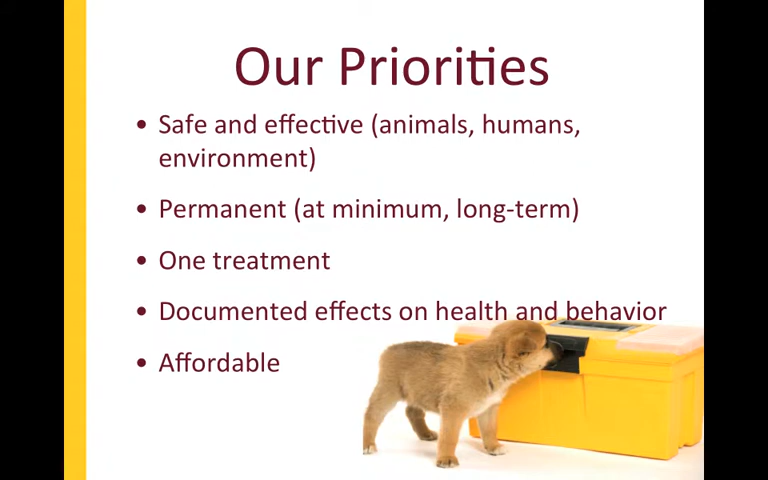 Our Priorities
• Safe and effective (animals, humans,
environment)
• Permanent (at minimum, long-term)
• One treatment
• Documented effects on health and behavior
• Affordable